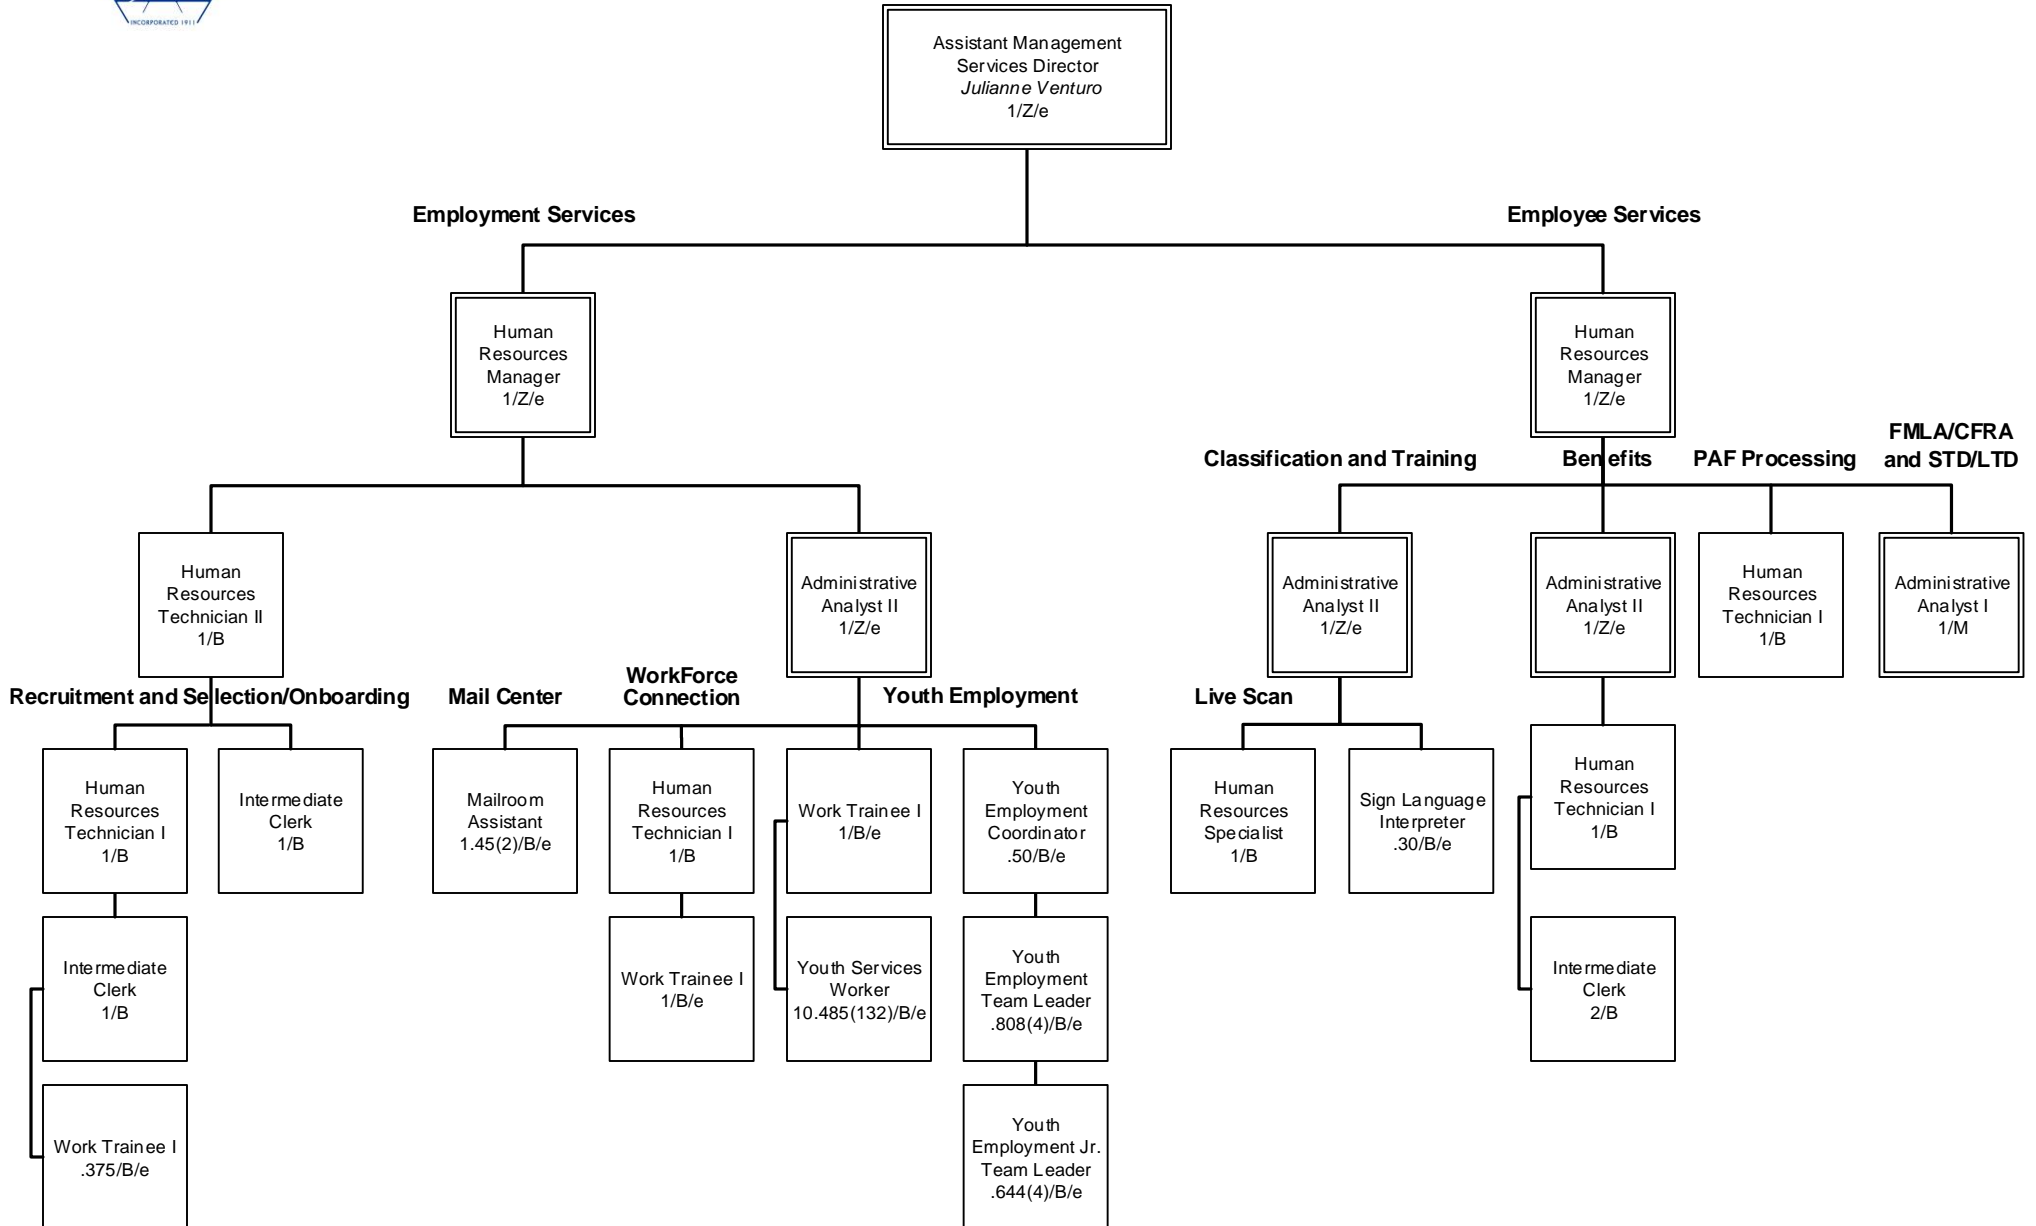 INCORPORATED 1911
Assistant Management
Services Director
Julianne Venturo
1/Z/e
Employment Services
Employee Services
Human
Resources
Manager
1/Z/e
Human
Resources
Manager
1/Z/e
Classification and Training
Benefits
PAF Processing
FMLA/CFRA
and STD/LTD
Human
Resources
Technician II
1/B
Administrative
Analyst II
1/Z/e
Administrative
Analyst II
1/Z/e
Administrative
Analyst II
1/Z/e
Human
Resources
Technician I
1/B
Administrative
Analyst I
1/M
Recruitment and Selection/Onboarding
Mail Center
WorkForce
Connection
Youth Employment
Live Scan
Human
Resources
Technician I
1/B
Intermediate
Clerk
1/B
Mailroom
Assistant
1.45(2)/B/e
Human
Resources
Technician I
1/B
Work Trainee I
1/B/e
Youth
Employment
Coordinator
.50/B/e
Human
Resources
Specialist
1/B
Sign Language
Interpreter
.30/B/e
Human
Resources
Technician I
1/B
Intermediate
Clerk
1/B
Work Trainee I
1/B/e
Youth Services
Worker
10.485(132)/B/e
Youth
Employment
Team Leader
.808(4)/B/e
Intermediate
Clerk
2/B
Work Trainee I
.375/B/e
Youth
Employment Jr.
Team Leader
.644(4)/B/e